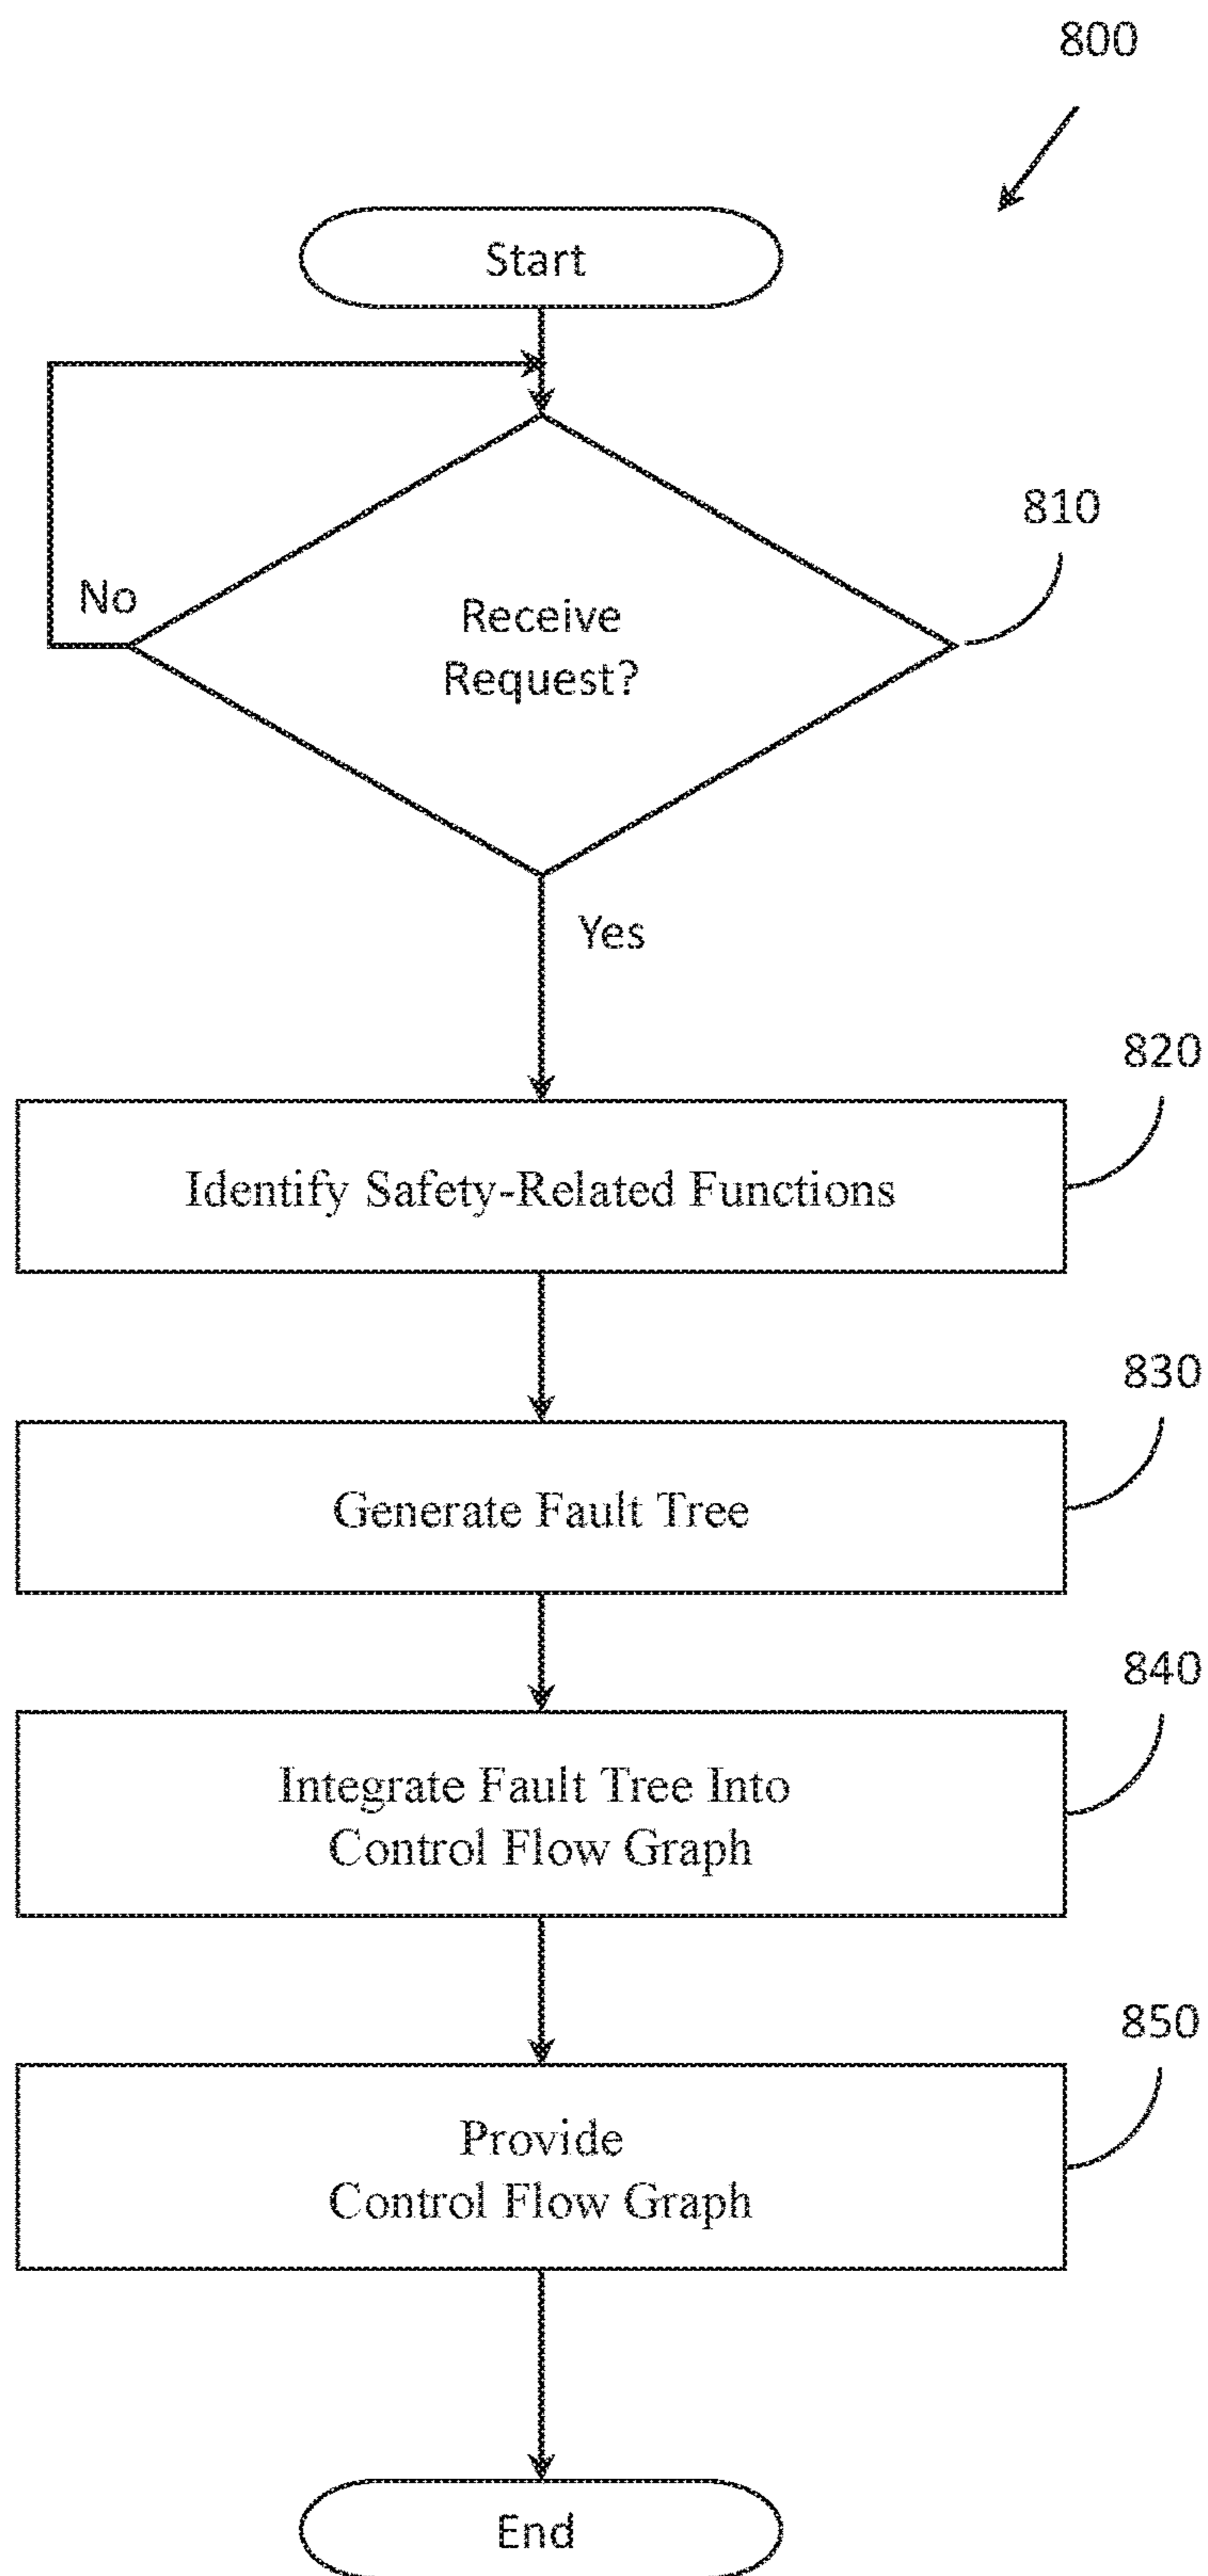 800
Start
810
No
Receive
Request?
Yes
820
Identify Safety-Related Functions
830
Generate Fault Tree
840
Integrate Fault Tree Into
Control Flow Graph
850
Provide
Control Flow Graph
End